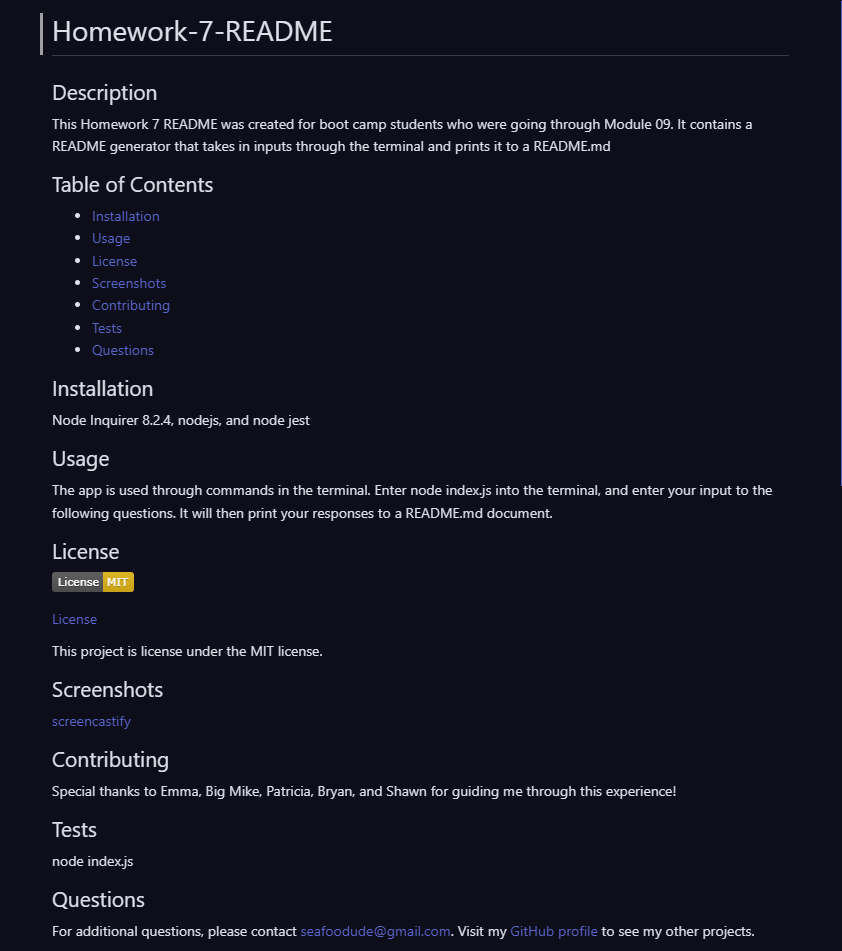 Homework-7-README
Description
This Homework 7 README was created for boot camp students who were going through Module 09. It contains a
README generator that takes in inputs through the terminal and prints it to a README.md
Table of Contents
Installation
Usage
License
Screenshots
Contributing
Tests
Questions
Installation
Node Inquirer 8.2.4, nodejs, and node jest
Usage
The app is used through commands in the terminal. Enter node index.js into the terminal, and enter your input to the
following questions. It will then print your responses to a README.md document.
License
License MIT
License
This project is license under the MIT license.
Screenshots
screencastify
Contributing
Special thanks to Emma, Big Mike, Patricia, Bryan, and Shawn for guiding me through this experience!
Tests
node index.js
Questions
For additional questions, please contact seafoodude@gmail.com. Visit my GitHub profile to see my other projects.